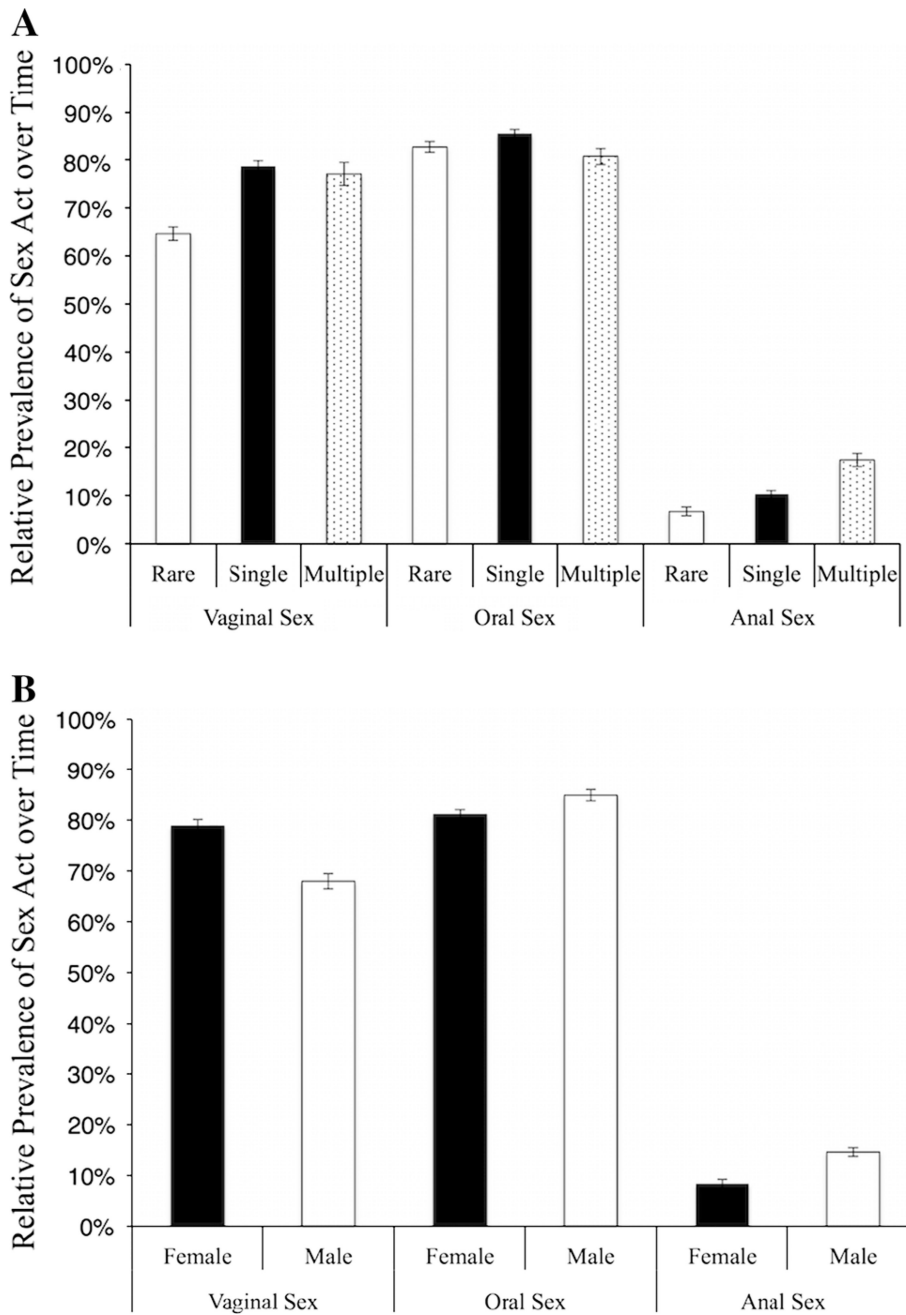 A
Relative Prevalence of Sex Act over Time
100%
90%
80%
70%
60%
50%
40%
30%
20%
10%
0%
Rare Single Multiple Rare Single Multiple Rare Single Multiple
Vaginal Sex Oral Sex Anal Sex
B
Relative Prevalence of Sex Act over Time
100%
90%
80%
70%
60%
50%
40%
30%
20%
10%
0%
Female Male Female Male Female Male
Vaginal Sex Oral Sex Anal Sex